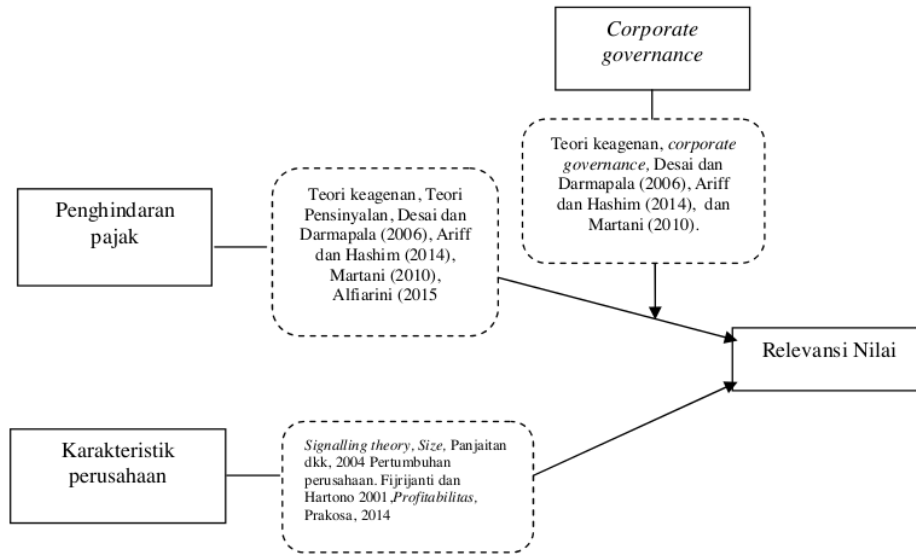 Corporate
governance
Teori keagenan, corporate
governance, Desai dan
Darmapala (2006), Ariff
dan Hashim (2014), dan
Martani (2010).
Penghindaran
pajak
Teori keagenan, Teori
Pensinyalan, Desai dan
Darmapala (2006), Ariff
dan Hashim (2014),
Martani (2010),
Alfiarini (2015
Relevansi Nilai
Karakteristik
perusahaan
Signalling theory, Size, Panjaitan
dkk, 2004 Pertumbuhan
perusahaan. Fijrijanti dan
Hartono 2001,Profitabilitas,
Prakosa, 2014